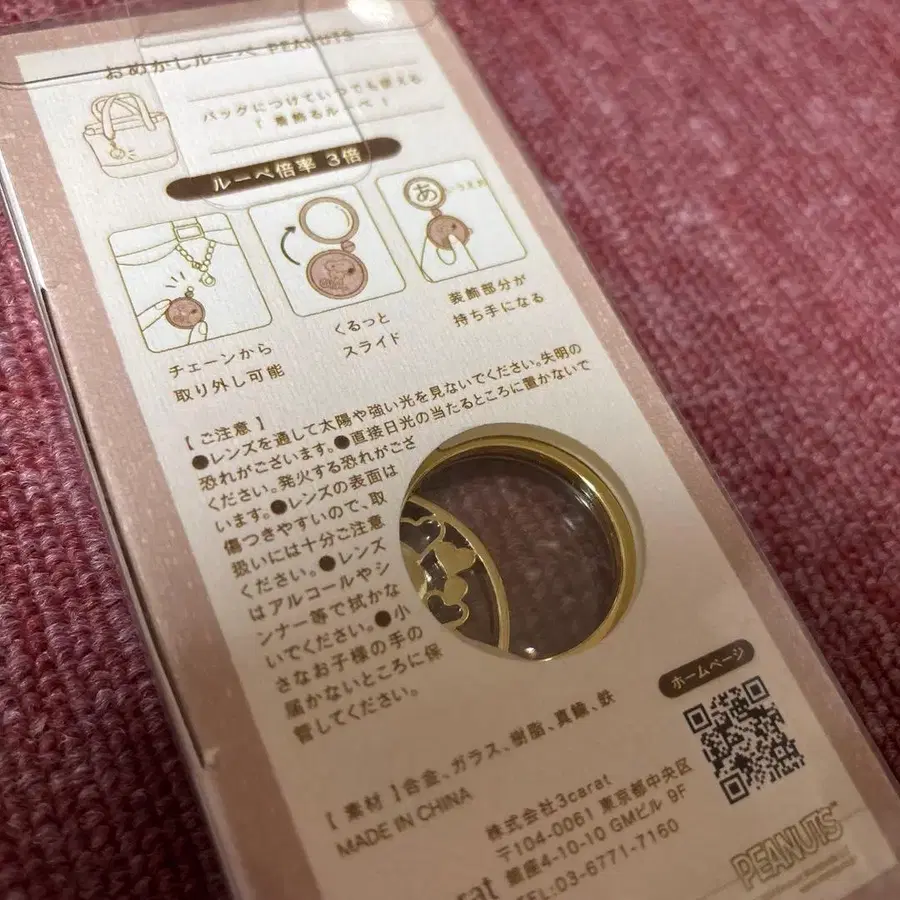 おめかしルーペ PEANUTS
バッグにつけていつでも使える
！着飾るルーペ！
ルーペ倍率 3倍
あいうえお
チェーンから
取り外し可能
くるっと
スライド
装飾部分が
持ち手になる
【ご注意】
●レンズを通して太陽や強い光を見ないでください。失明の
恐れがございます。●直接日光の当たるところに置かないで
ください。発火する恐れがござ
います。●レンズの表面は
傷つきやすいので、取
扱いには十分ご注意
ください。●レンズ
はアルコールやシ
ンナー等で拭かな
いでください。●小
さなお子様の手の
届かないところに保
管してください。
【素材】合金、ガラス、樹脂、真鍮、鉄
MADE IN CHINA
ホームページ
株式会社3carat
〒104-0061 東京都中央区
銀座4-10-10 GMビル 9F
TEL:03-6771-7160
carat
PEANUTS